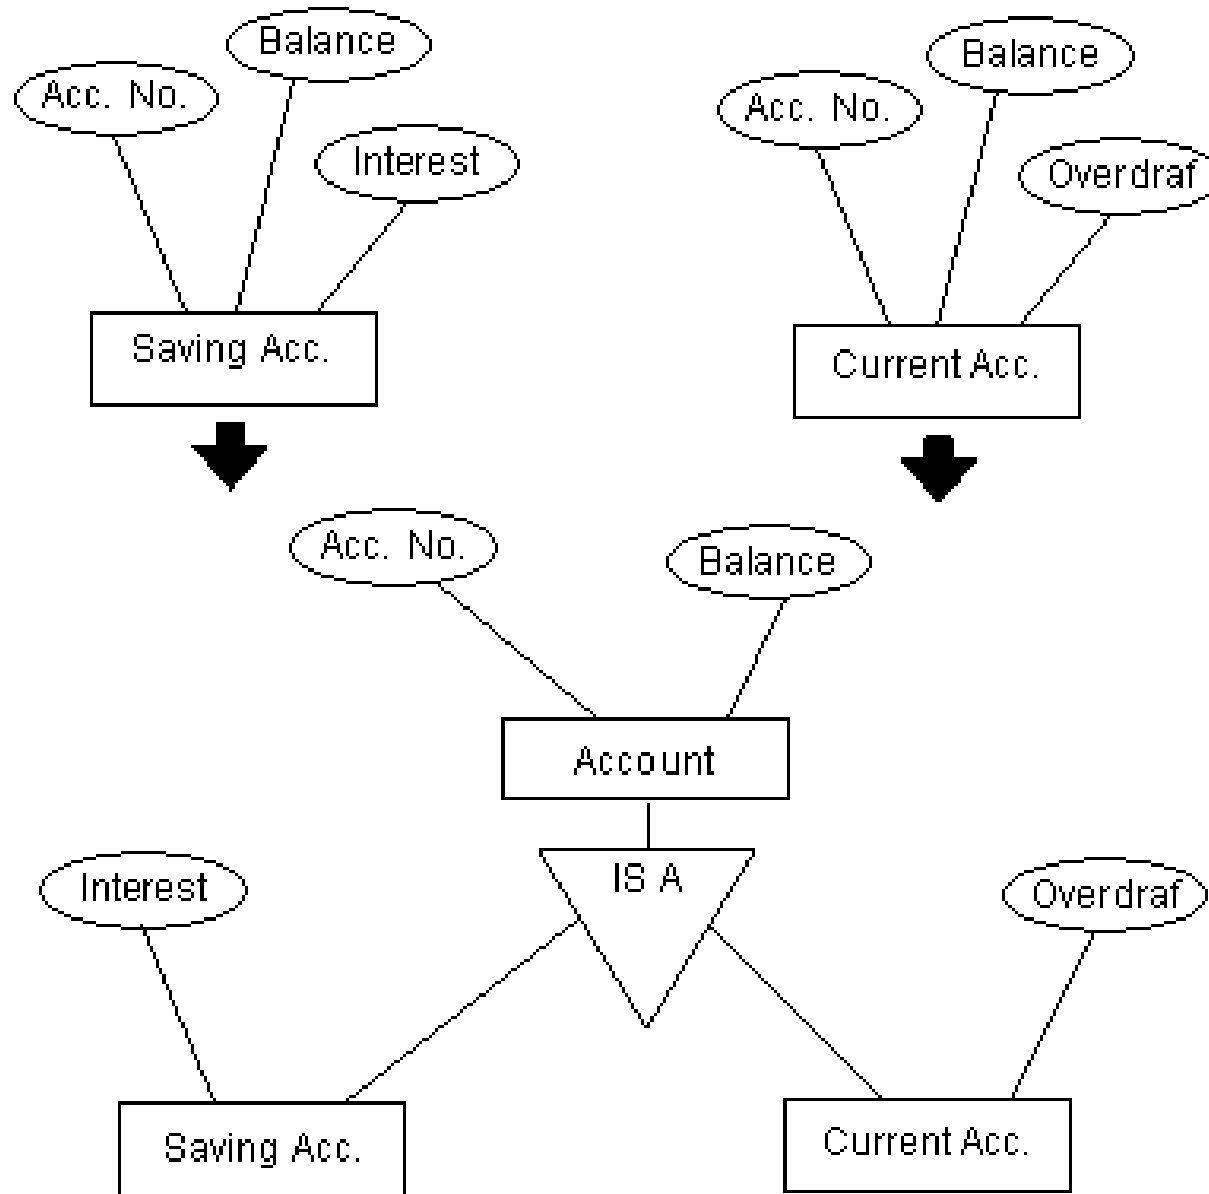 Balance
Acc. No.
Interest
Saving Acc.
Balance
Acc. No.
Overdraf
Current Acc.
Acc. No.
Balance
Account
IS A
Interest
Overdraf
Saving Acc.
Current Acc.